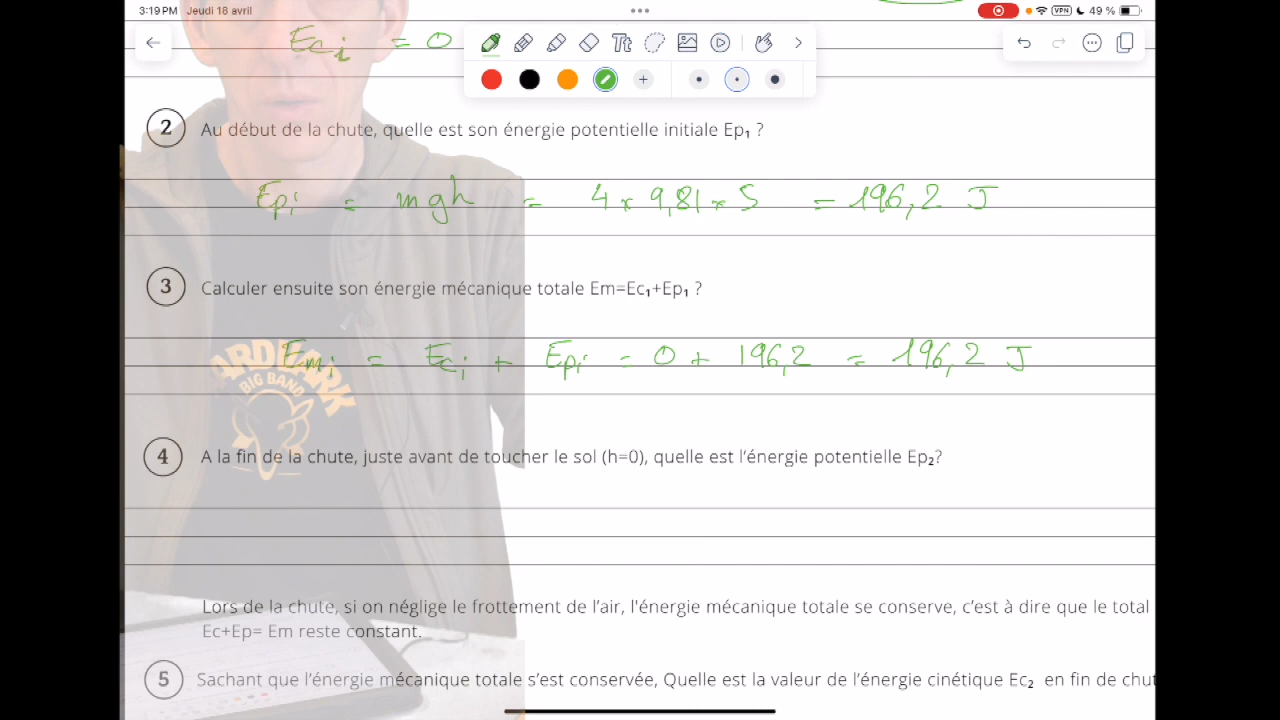 3:19 PM Jeudi 18 avril
VPN 49 %
Eci = 0
Tt
2 Au début de la chute, quelle est son énergie potentielle initiale Ep₁ ?
Epi = mgh = 4 × 9,81 × 5 = 196,2 J
3 Calculer ensuite son énergie mécanique totale Em=Ec₁+Ep₁ ?
Emi = Eci + Epi = 0 + 196,2 = 196,2 J
BIG BAND
4 A la fin de la chute, juste avant de toucher le sol (h=0), quelle est l'énergie potentielle Ep₂?
Lors de la chute, si on néglige le frottement de l'air, l'énergie mécanique totale se conserve, c'est à dire que le total
Ec+Ep= Em reste constant.
5 Sachant que l'énergie mécanique totale s'est conservée, Quelle est la valeur de l'énergie cinétique Ec₂ en fin de chut